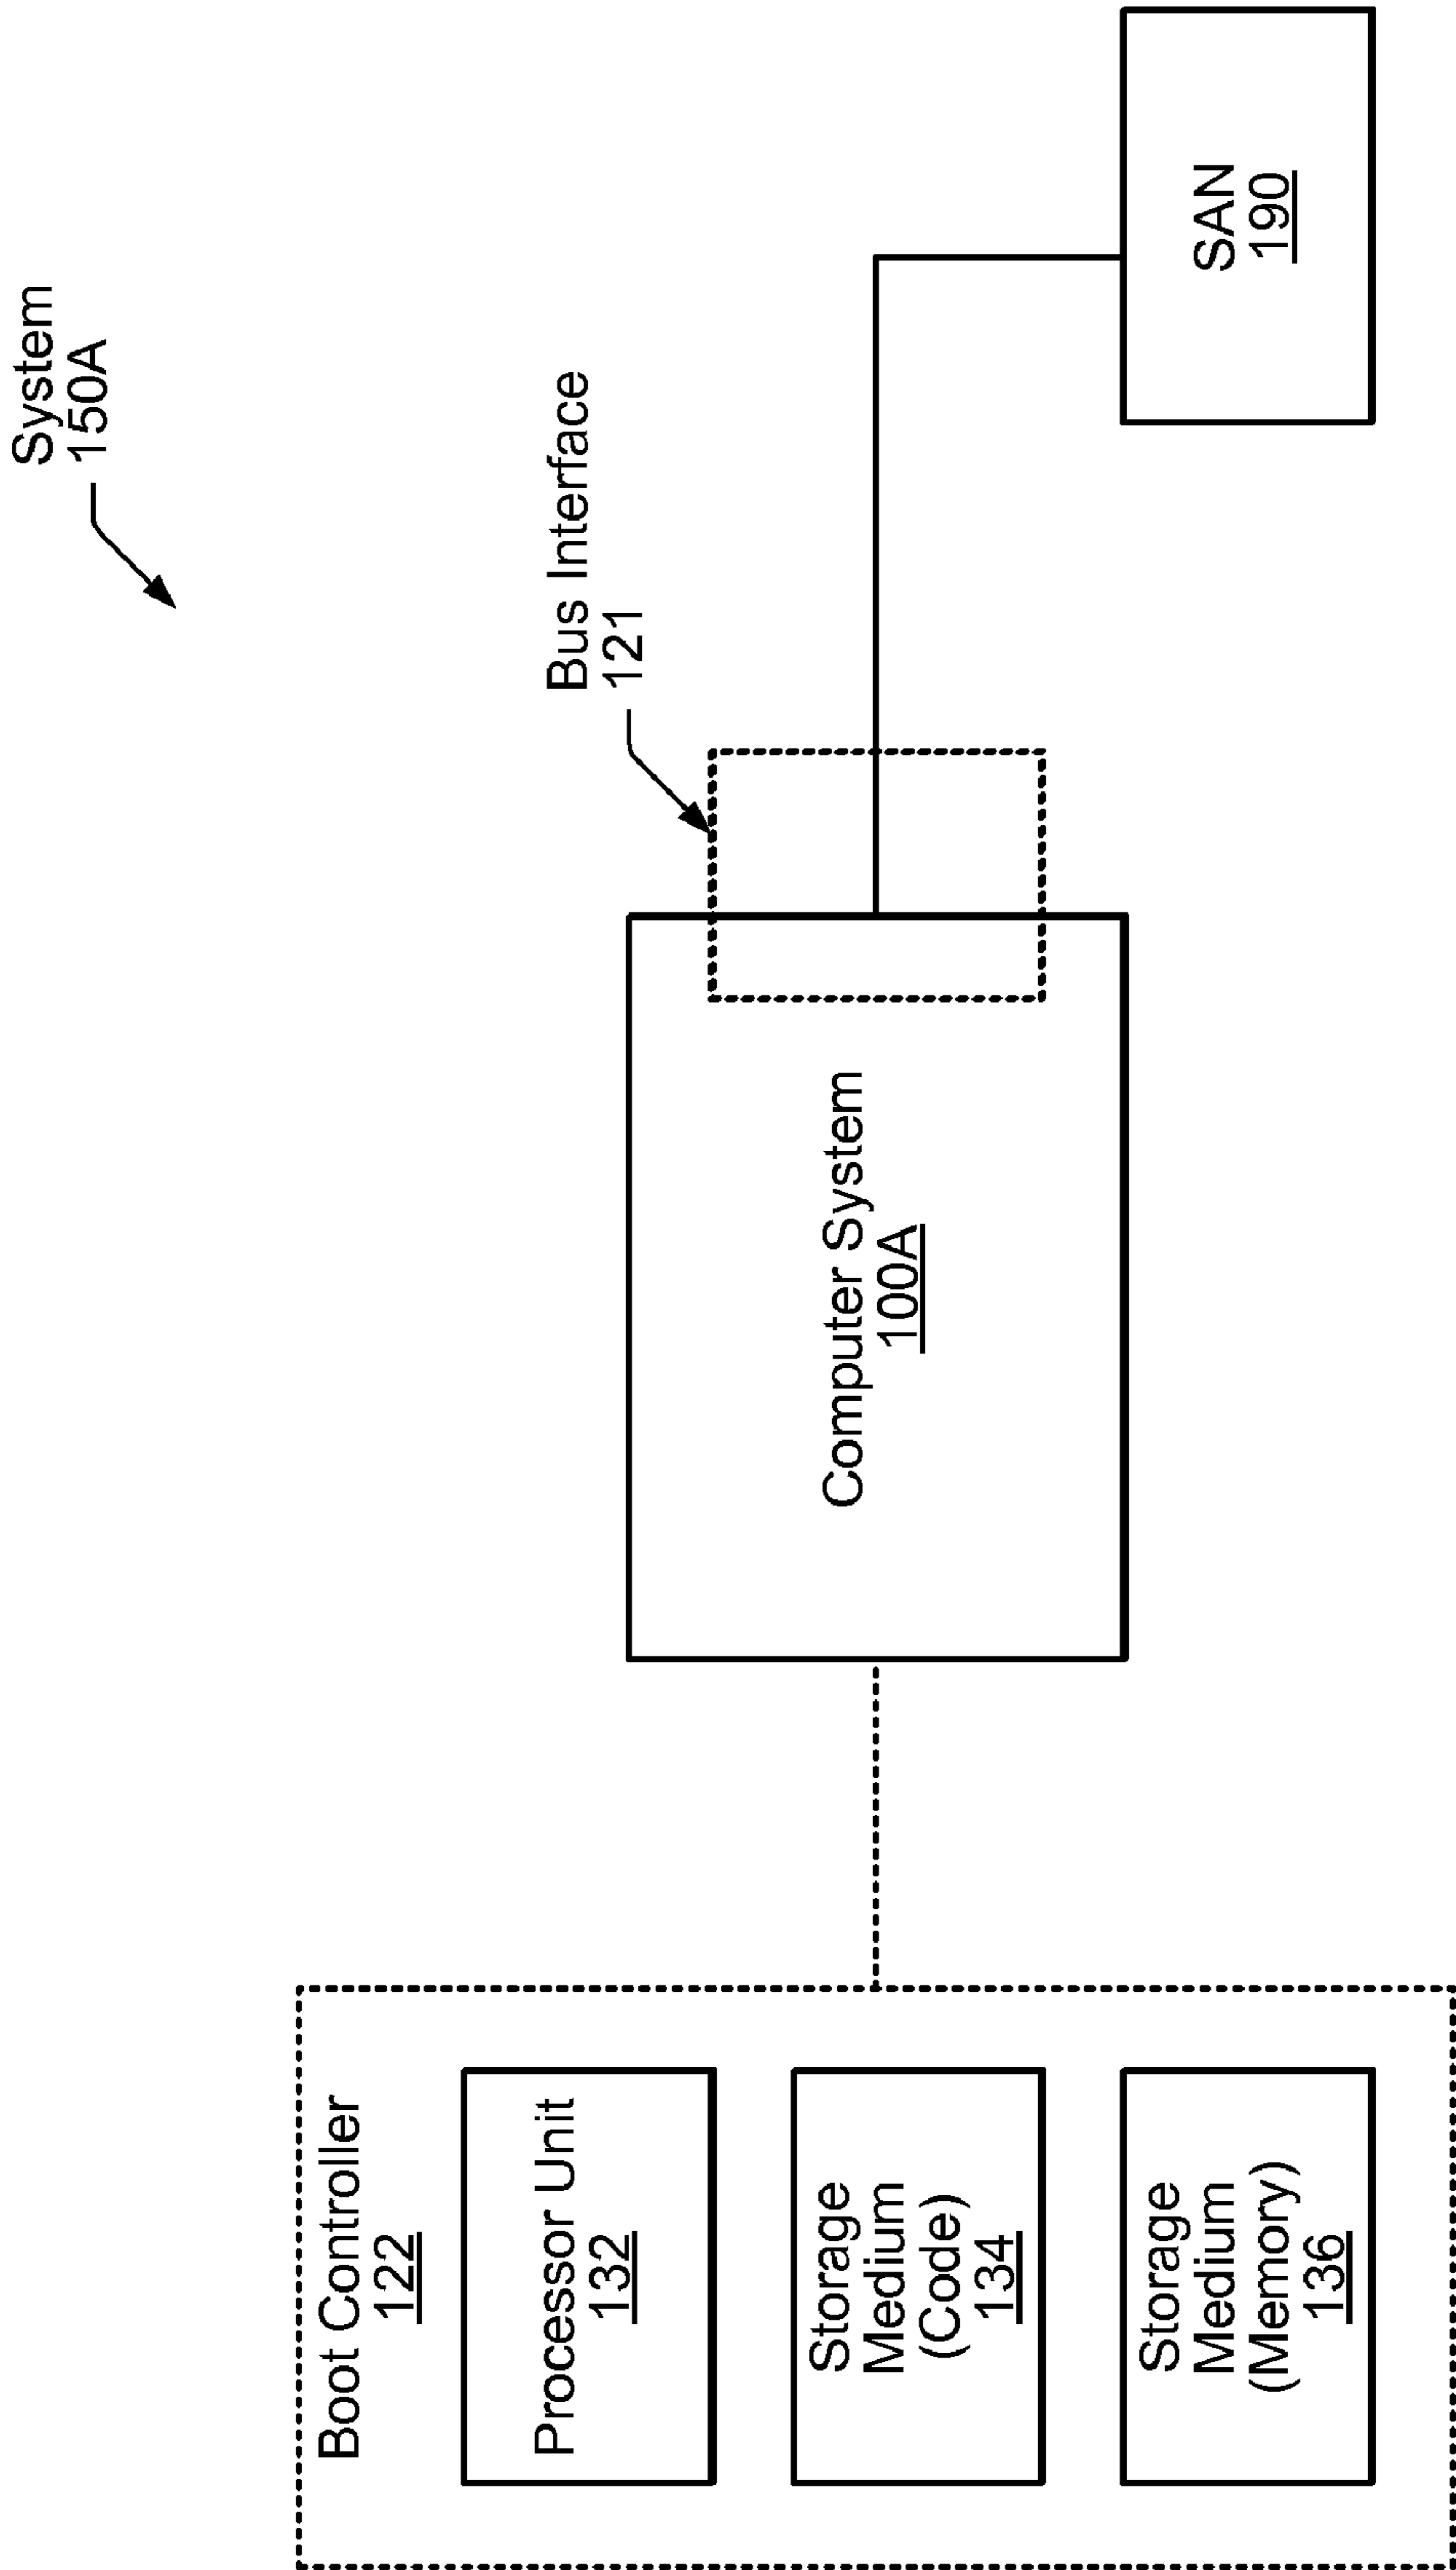 System
150A
Bus Interface
121
Boot Controller
122
Processor Unit
132
Storage
Medium
(Code)
134
Storage
Medium
(Memory)
136
Computer System
100A
SAN
190